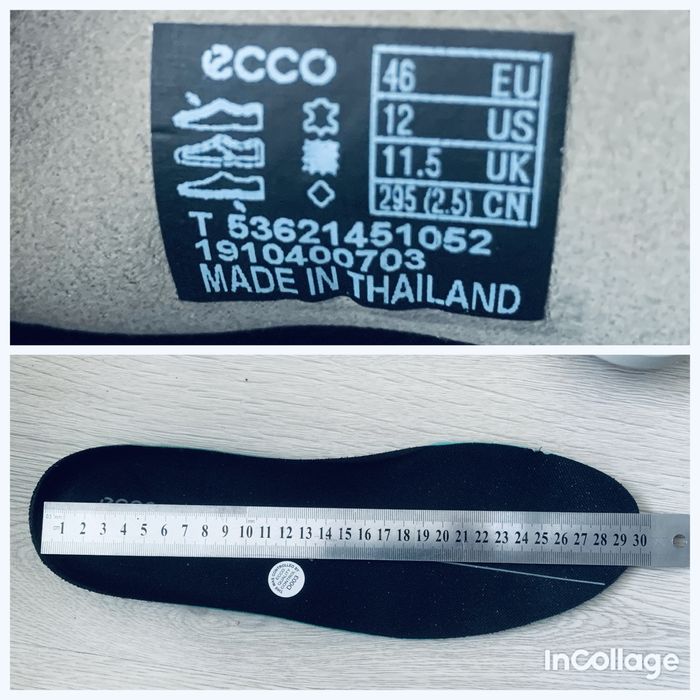 ecco
46 EU
12 US
11.5 UK
295 (2.5) CN
T 53621451052
1910400703
MADE IN THAILAND
ecco
1 2 3 4 5 6 7 8 9 10 11 12 13 14 15 16 17 18 19 20 21 22 23 24 25 26 27 28 29 30
0003
InCollage